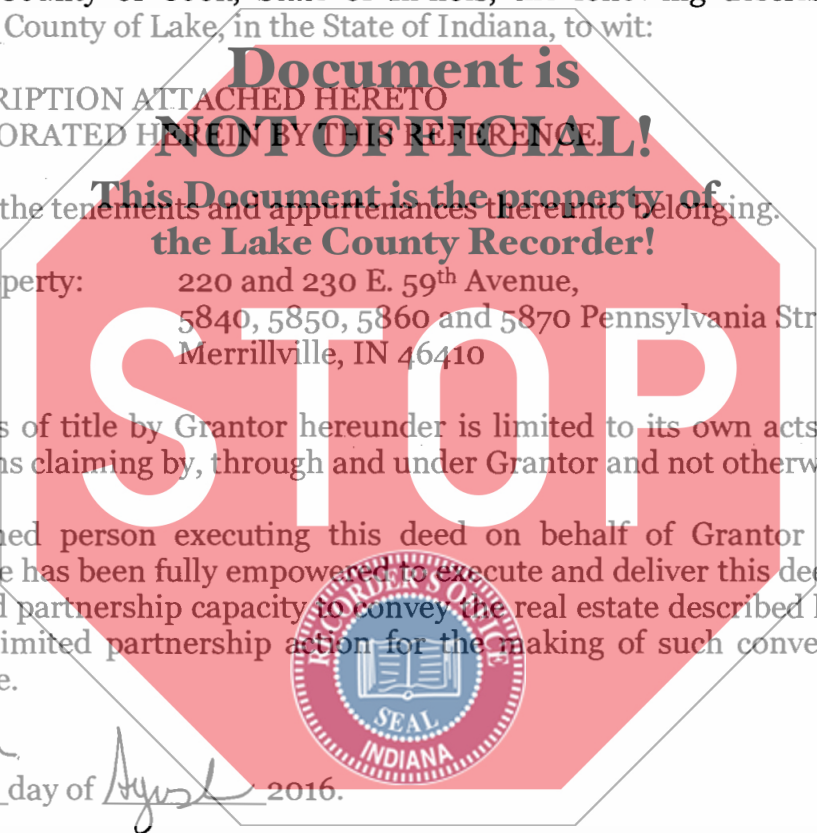 County of Lake, in the State of Indiana, to wit:
Document is
RIPTION ATTACHED HERETO
NOT OFFICIAL!
ORATED HEREIN BY THIS REFERENCE.
This Document is the property of
the tenements and appurtenances thereunto belonging.
the Lake County Recorder!
perty: 220 and 230 E. 59th Avenue,
5840, 5850, 5860 and 5870 Pennsylvania Str
Merrillville, IN 46410
STOP
s of title by Grantor hereunder is limited to its own acts
ns claiming by, through and under Grantor and not otherw
ned person executing this deed on behalf of Grantor
e has been fully empowered to execute and deliver this dee
d partnership capacity to convey the real estate described
imited partnership action for the making of such conve
e.
RECORDER'S OFFICE
SEAL
INDIANA
day of August 2016.